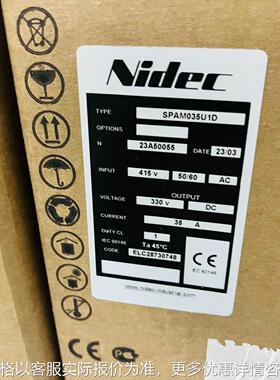 Nidec
TYPE SPAM035U1D
OPTIONS
N 23A50055 DATE 23/03
INPUT 415 v 50/60 AC
OUTPUT
VOLTAGE 330 v DC
CURRENT 35 A
DUTY CL 1
IEC 60146 Ta 45°C
CODE ELC28730748
CE
IEC 60146
www.nidec-industrial.com
CE
格以客服实际报价为准,更多优惠详情咨